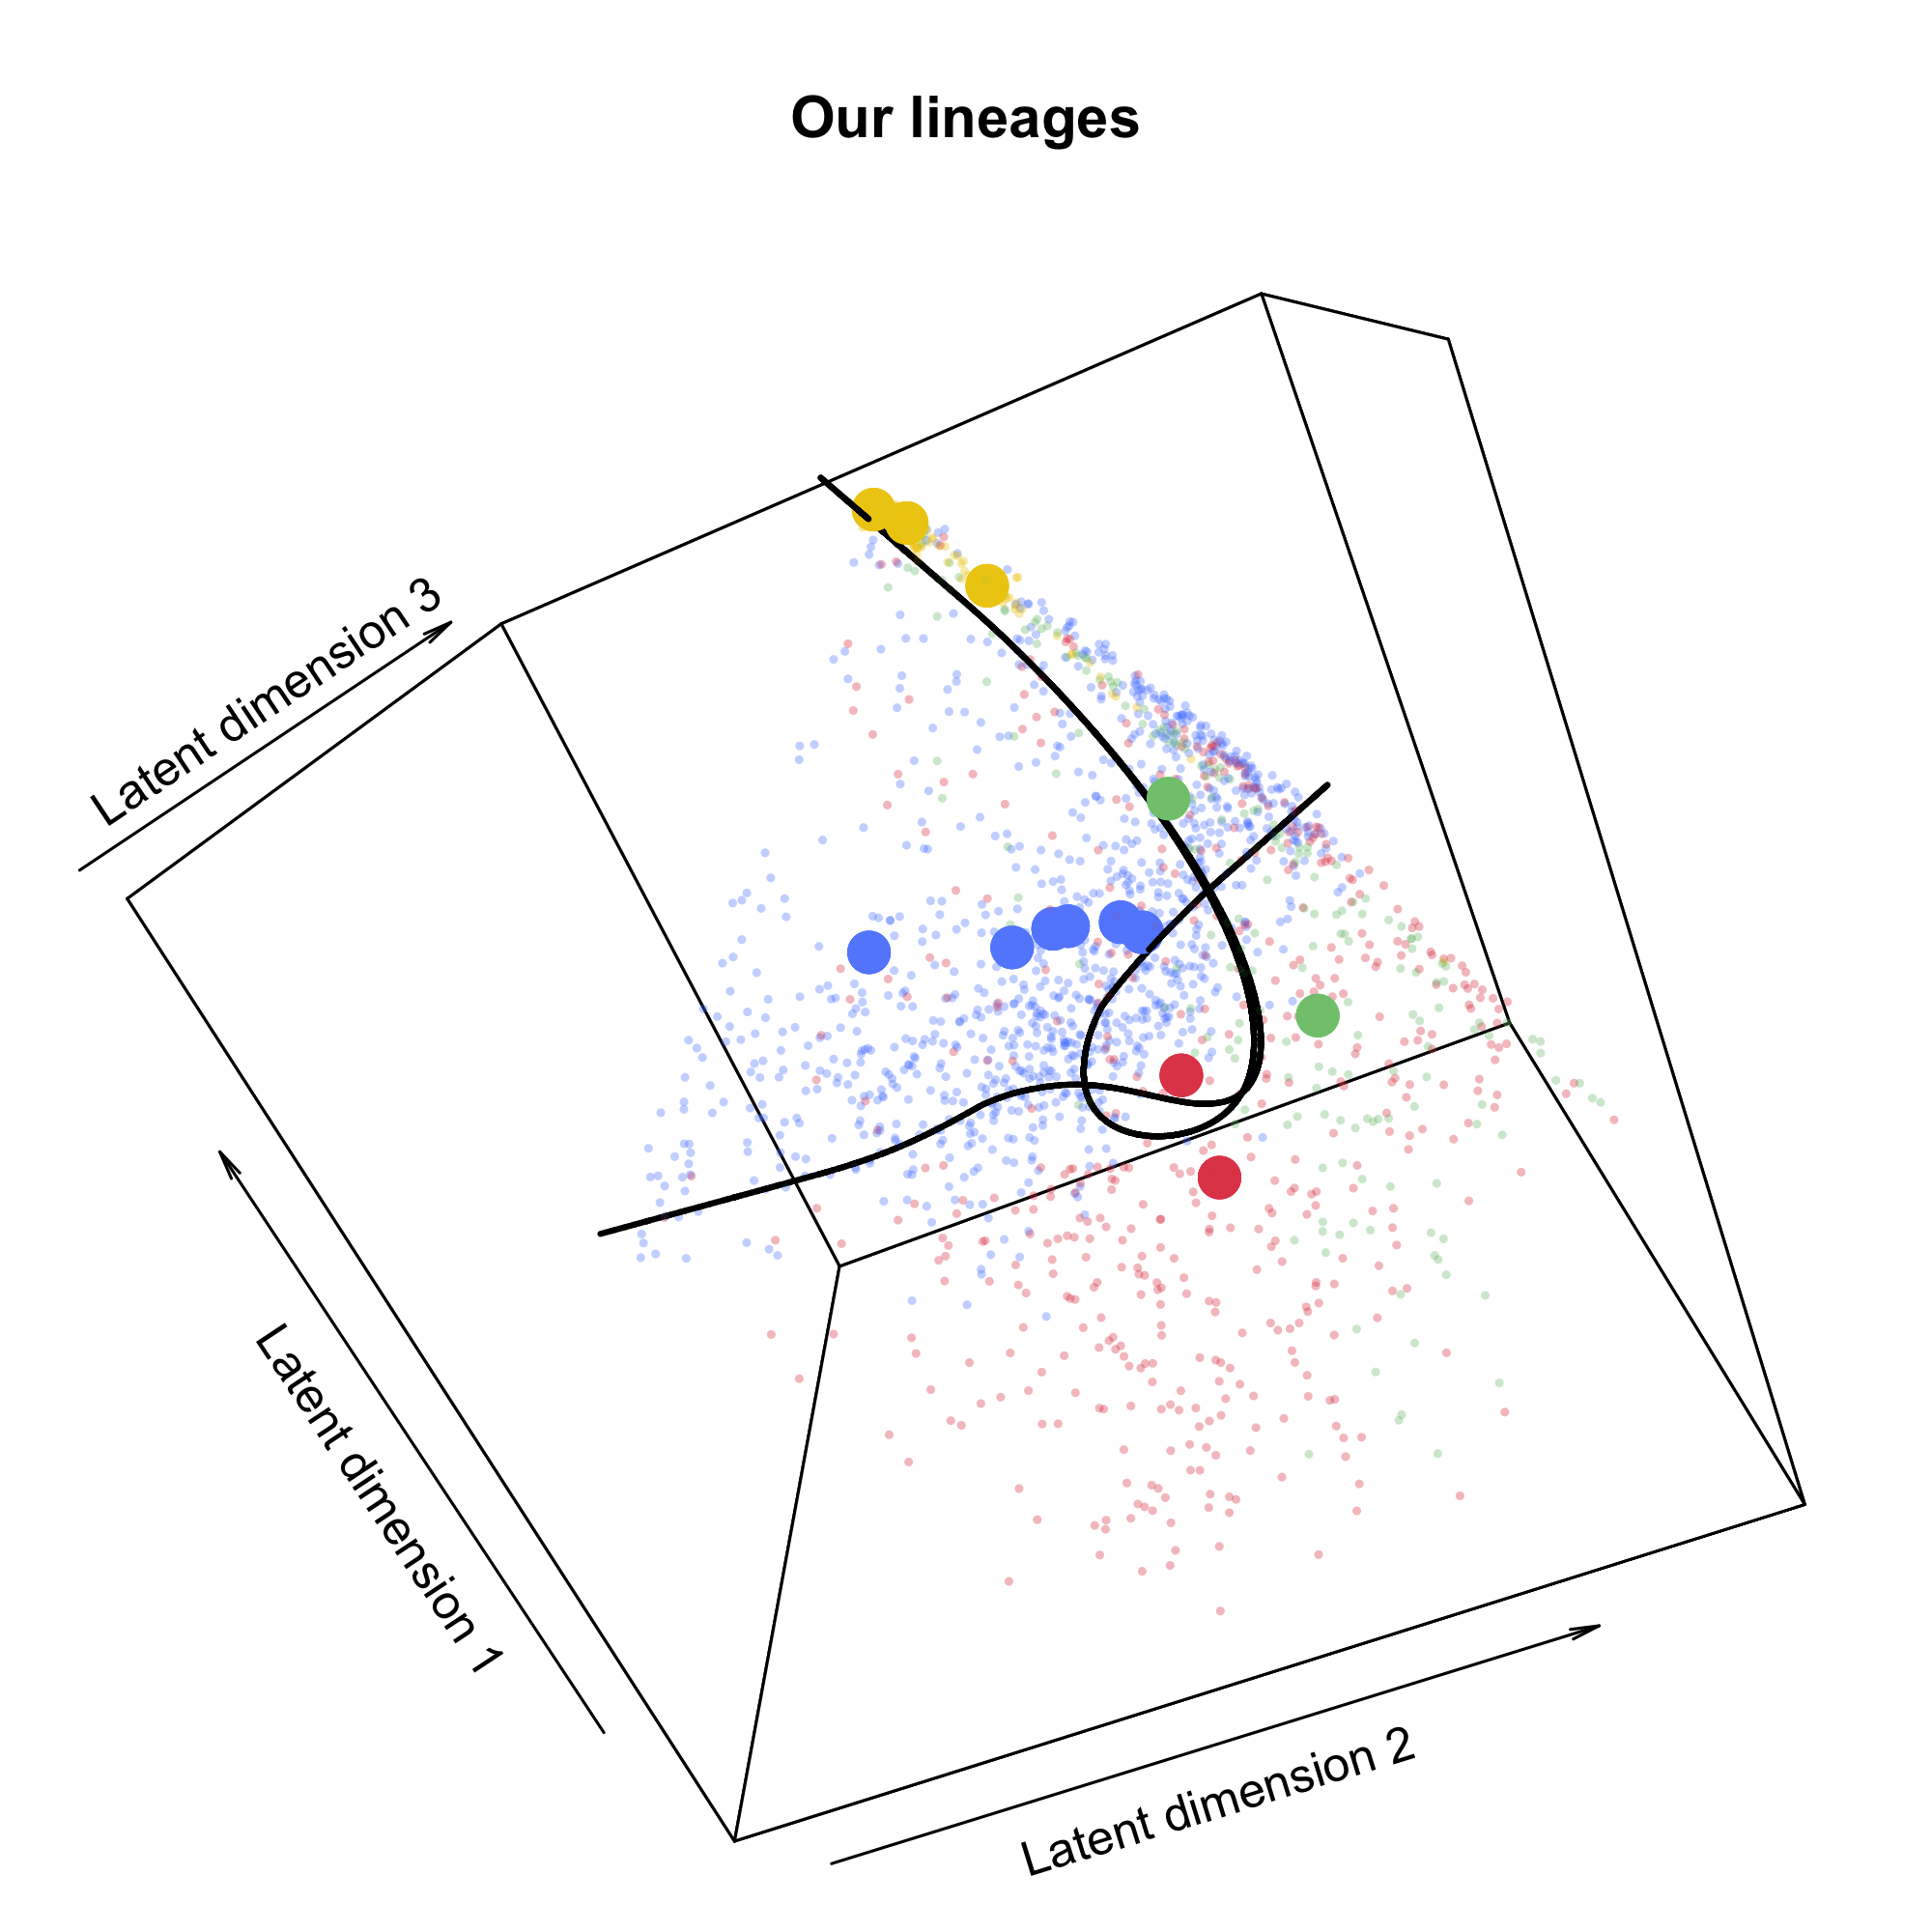 Our lineages
Latent dimension 3
Latent dimension 1
Latent dimension 2